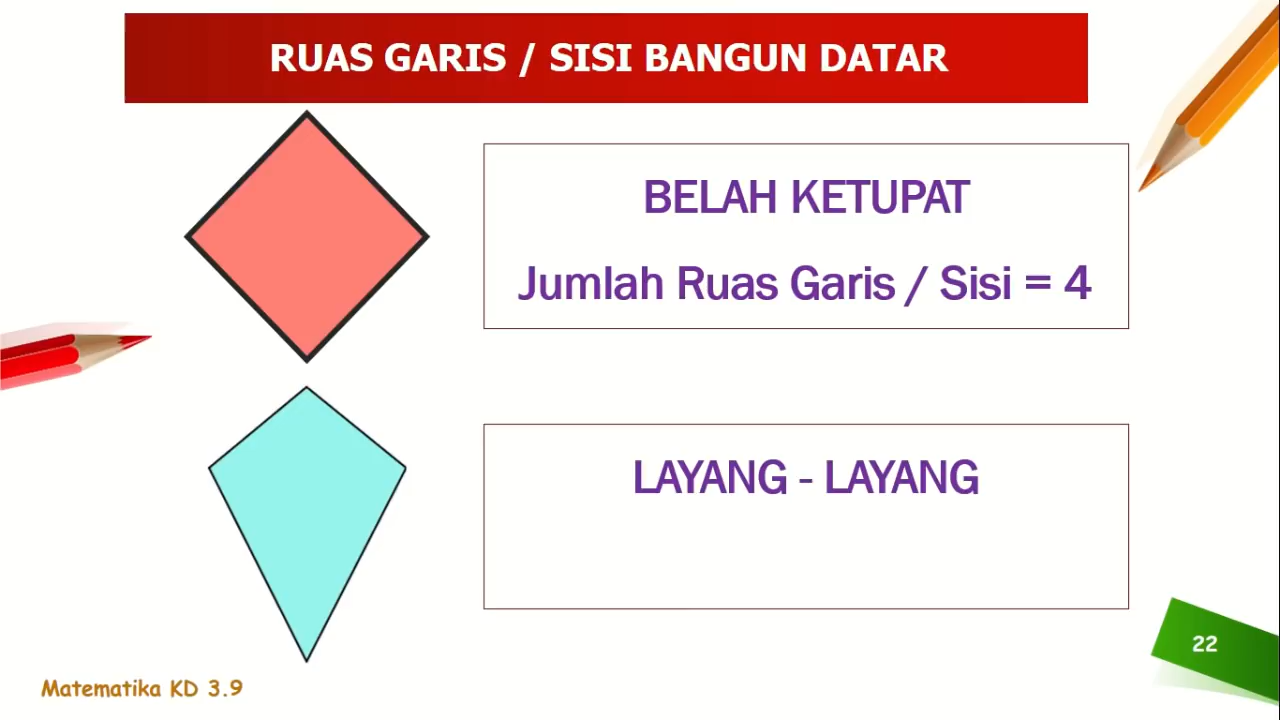 RUAS GARIS / SISI BANGUN DATAR
BELAH KETUPAT
Jumlah Ruas Garis / Sisi = 4
LAYANG - LAYANG
22
Matematika KD 3.9